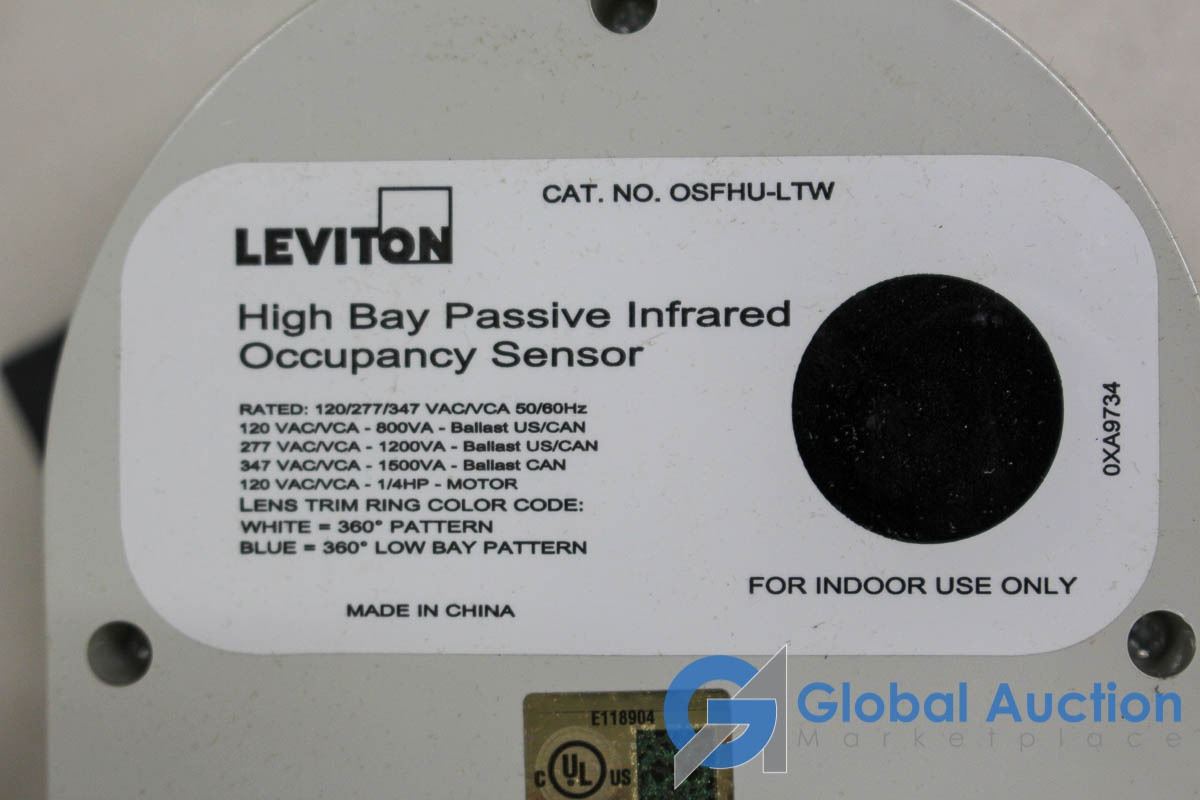 CAT. NO. OSFHU-LTW
LEVITON
High Bay Passive Infrared
Occupancy Sensor
RATED: 120/277/347 VAC/VCA 50/60Hz
120 VAC/VCA - 800VA - Ballast US/CAN
277 VAC/VCA - 1200VA - Ballast US/CAN
347 VAC/VCA - 1500VA - Ballast CAN
120 VAC/VCA - 1/4HP - MOTOR
LENS TRIM RING COLOR CODE:
WHITE = 360° PATTERN
BLUE = 360° LOW BAY PATTERN
MADE IN CHINA
0XA9734
FOR INDOOR USE ONLY
E118904
C UL US
GA Global Auction
Marketplace